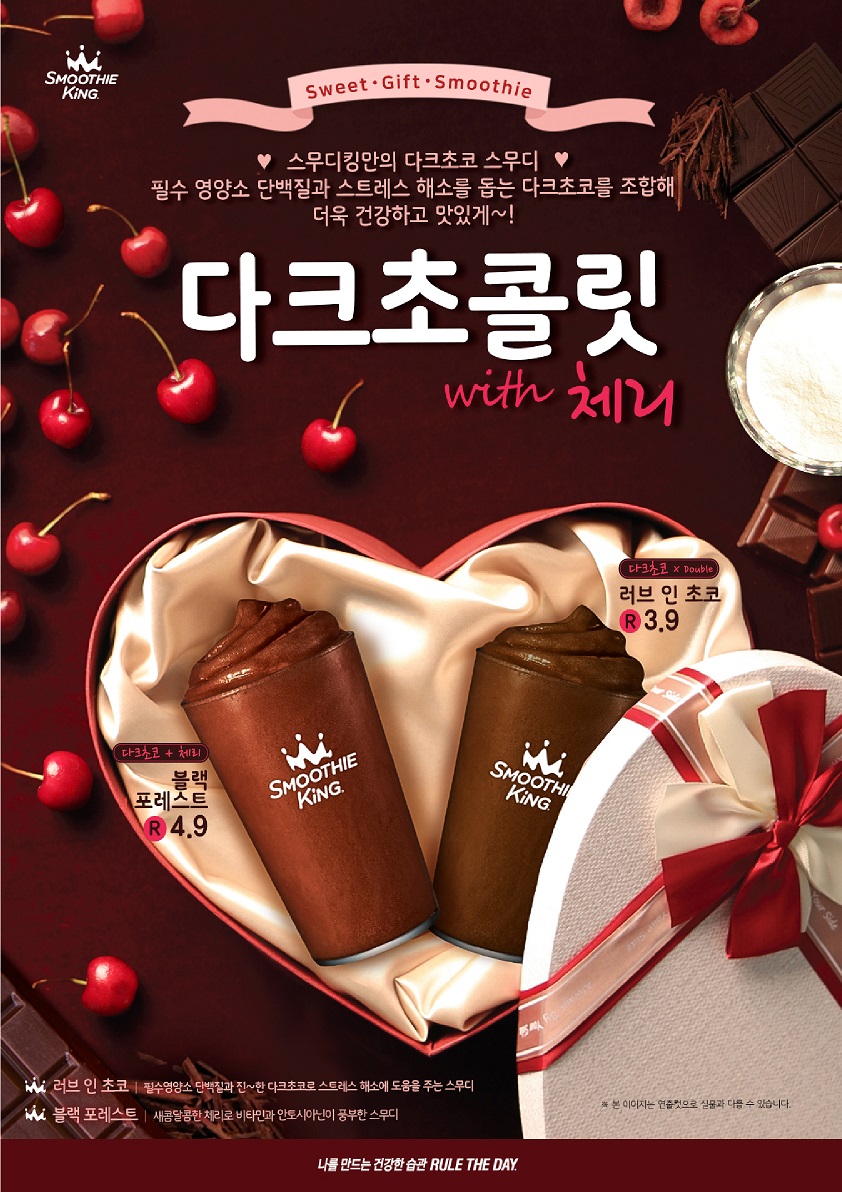 SMOOTHIE
KING.
Sweet · Gift · Smoothie
♥ 스무디킹만의 다크초코 스무디 ♥
필수 영양소 단백질과 스트레스 해소를 돕는 다크초코를 조합해
더욱 건강하고 맛있게~!
다크초콜릿
with 체리
다크초코 x Double
러브 인 초코
R 3.9
SMOOTHIE
KING.
SMOOTHIE
KING.
다크초코 + 체리
블랙
포레스트
R 4.9
러브 인 초코 | 필수영양소 단백질과 진~한 다크초코로 스트레스 해소에 도움을 주는 스무디
블랙 포레스트 | 새콤달콤한 체리로 비타민과 안토시아닌이 풍부한 스무디
※ 본 이미지는 연출컷으로 실물과 다를 수 있습니다.
나를 만드는 건강한 습관 RULE THE DAY.